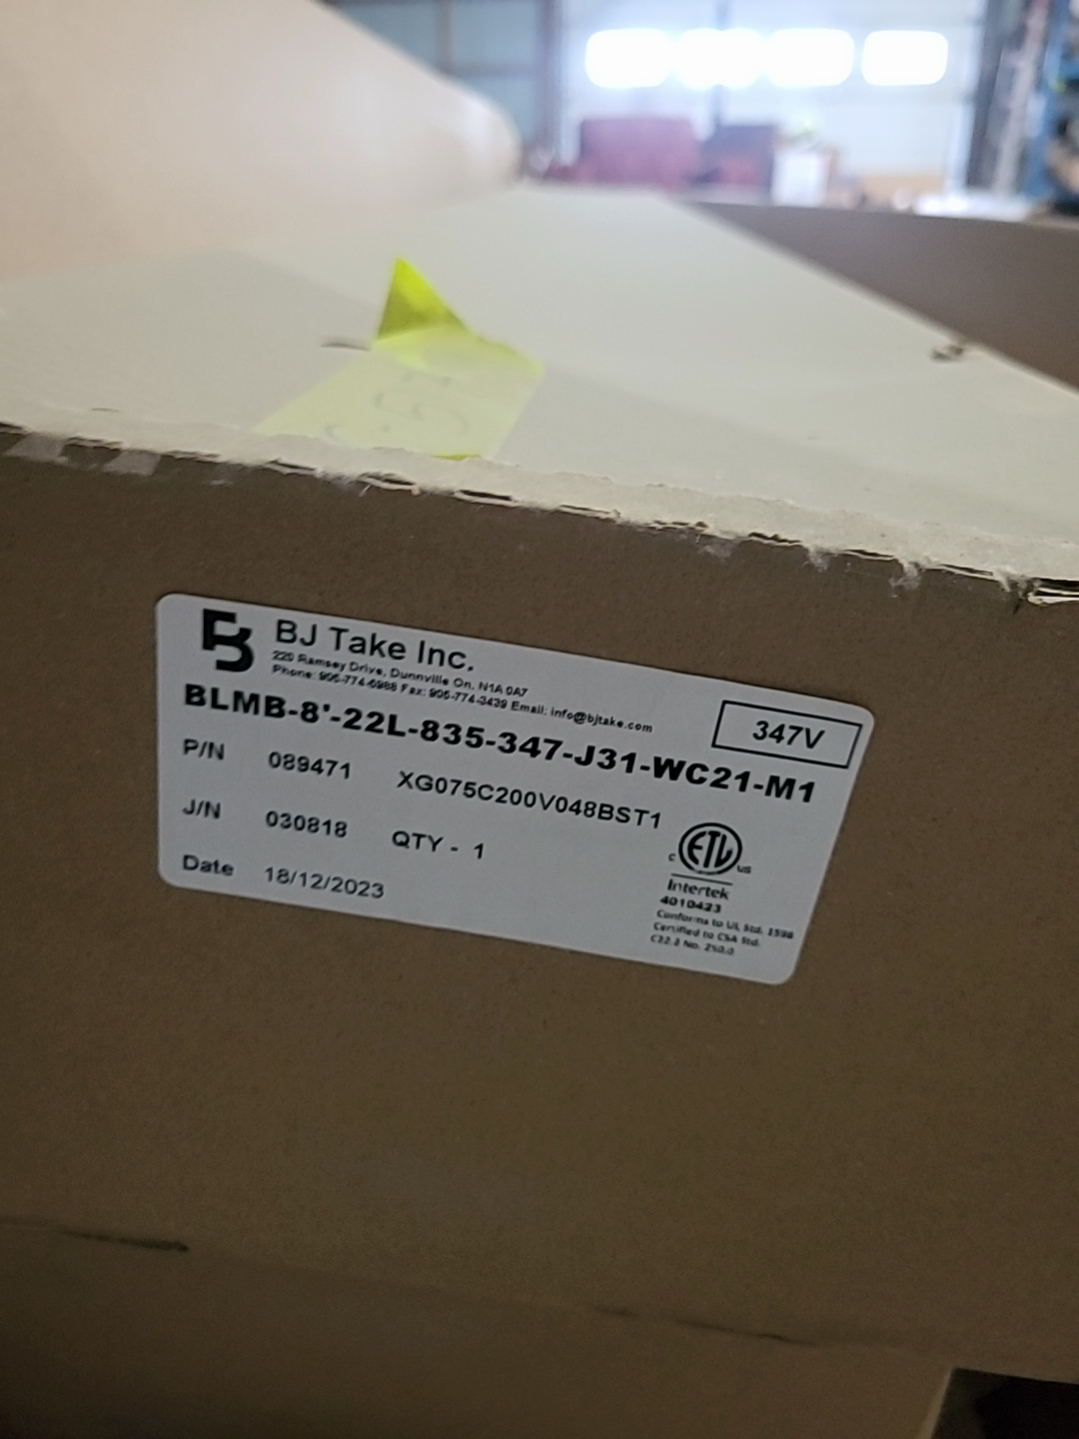 BJ Take Inc.
220 Ramsey Drive, Dunnville On. N1A 0A7
Phone: 905-774-5988 Fax: 905-774-3439 Email: info@bjtake.com
347V
BLMB-8'-22L-835-347-J31-WC21-M1
P/N 089471 XG075C200V048BST1
J/N 030818 QTY - 1
Date 18/12/2023
c ETL us
Intertek
4010423
Conforms to UL Std. 1598
Certified to CSA Std.
C22.2 No. 250.0